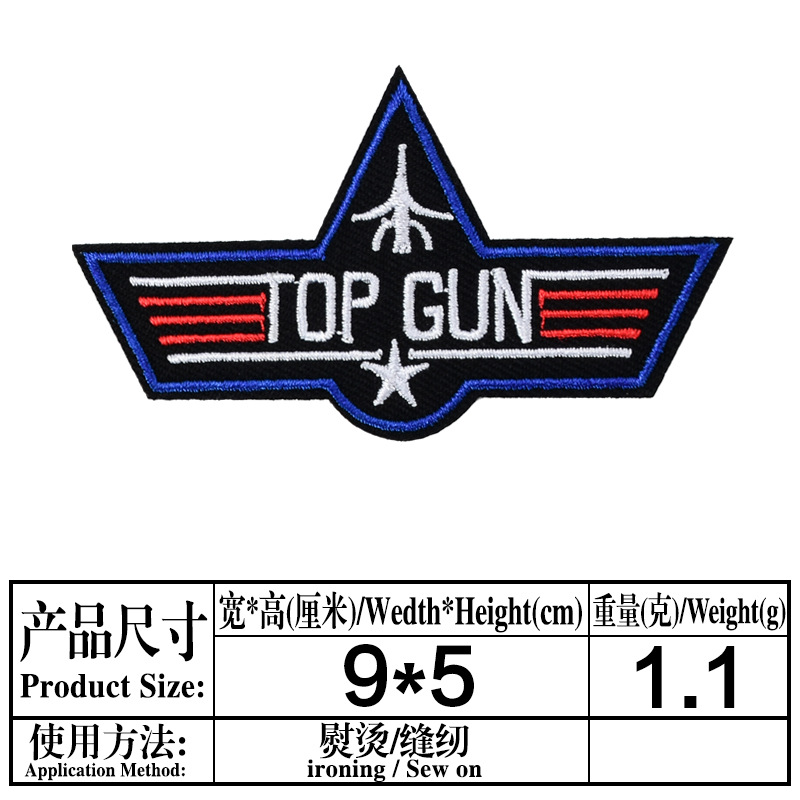 TOP GUN
产品尺寸
Product Size:
宽*高(厘米)/Wedth*Height(cm)
重量(克)/Weight(g)
9*5
1.1
使用方法:
Application Method:
熨烫/缝纫
ironing / Sew on